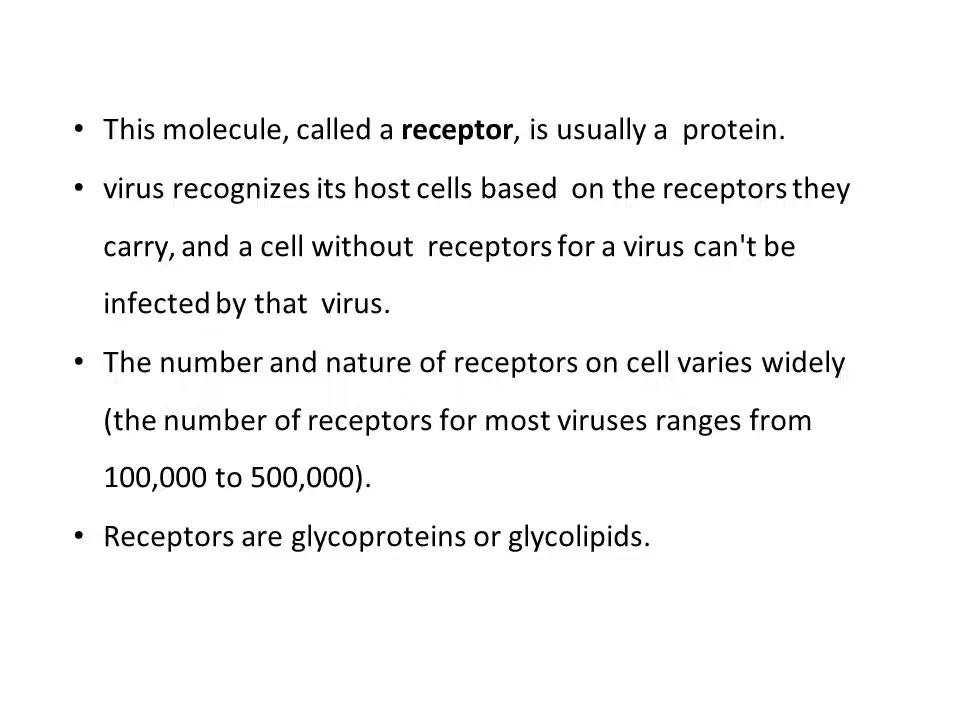 • This molecule, called a receptor, is usually a protein.
• virus recognizes its host cells based on the receptors they
carry, and a cell without receptors for a virus can't be
infected by that virus.
• The number and nature of receptors on cell varies widely
(the number of receptors for most viruses ranges from
100,000 to 500,000).
• Receptors are glycoproteins or glycolipids.